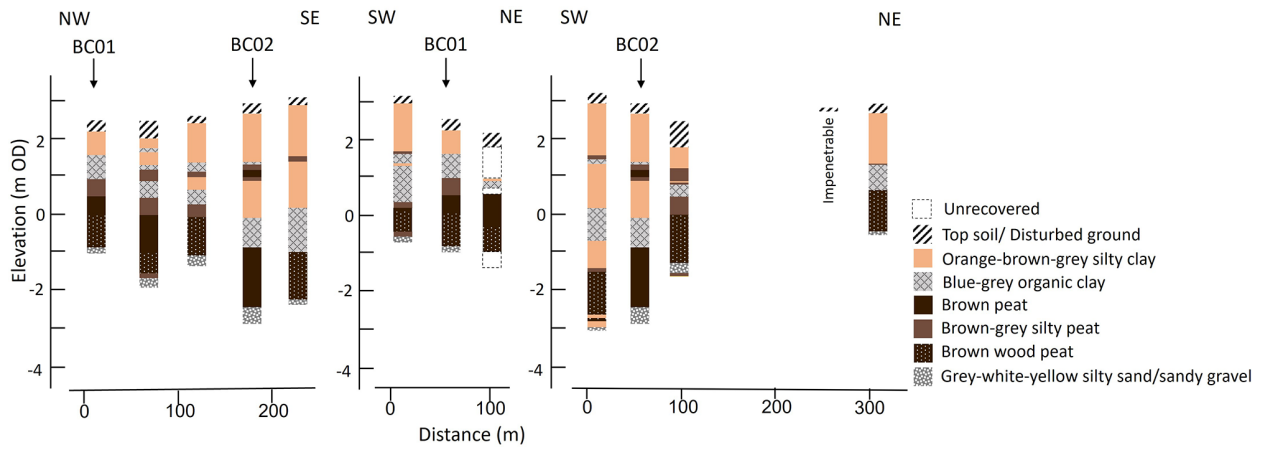 NW SE SW NE SW NE
BC01 BC02 BC01 BC02
Elevation (m OD)
2 2 2
0 0 0
-2 -2 -2
-4 -4 -4
0 100 200 0 100 0 100 200 300
Distance (m)
Impenetrable
Unrecovered
Top soil/ Disturbed ground
Orange-brown-grey silty clay
Blue-grey organic clay
Brown peat
Brown-grey silty peat
Brown wood peat
Grey-white-yellow silty sand/sandy gravel